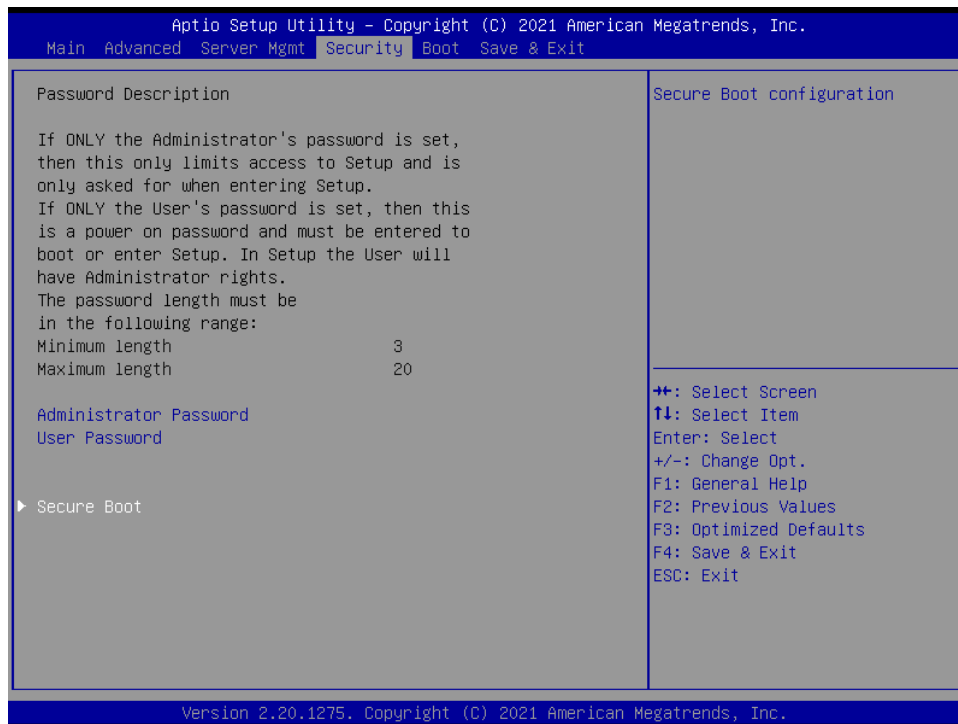 Aptio Setup Utility – Copyright (C) 2021 American Megatrends, Inc.
Main Advanced Server Mgmt Security Boot Save & Exit
Password Description
If ONLY the Administrator's password is set,
then this only limits access to Setup and is
only asked for when entering Setup.
If ONLY the User's password is set, then this
is a power on password and must be entered to
boot or enter Setup. In Setup the User will
have Administrator rights.
The password length must be
in the following range:
Minimum length 3
Maximum length 20
Administrator Password
User Password
► Secure Boot
Secure Boot configuration
→←: Select Screen
↑↓: Select Item
Enter: Select
+/-: Change Opt.
F1: General Help
F2: Previous Values
F3: Optimized Defaults
F4: Save & Exit
ESC: Exit
Version 2.20.1275. Copyright (C) 2021 American Megatrends, Inc.